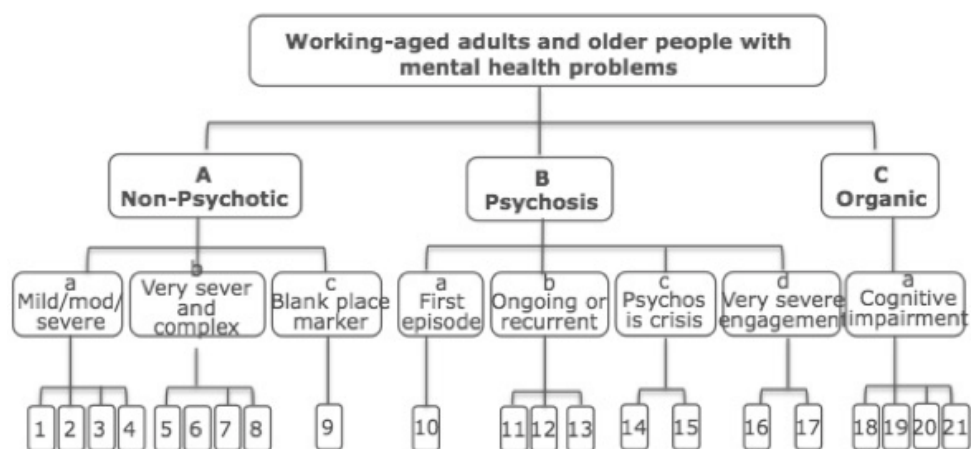 Working-aged adults and older people with
mental health problems
A
Non-Psychotic
B
Psychosis
C
Organic
a
Mild/mod/
severe
b
Very sever
and
complex
c
Blank place
marker
a
First
episode
b
Ongoing or
recurrent
c
Psychos
is crisis
d
Very severe
engagement
a
Cognitive
impairment
1 2 3 4 5 6 7 8 9 10 11 12 13 14 15 16 17 18 19 20 21